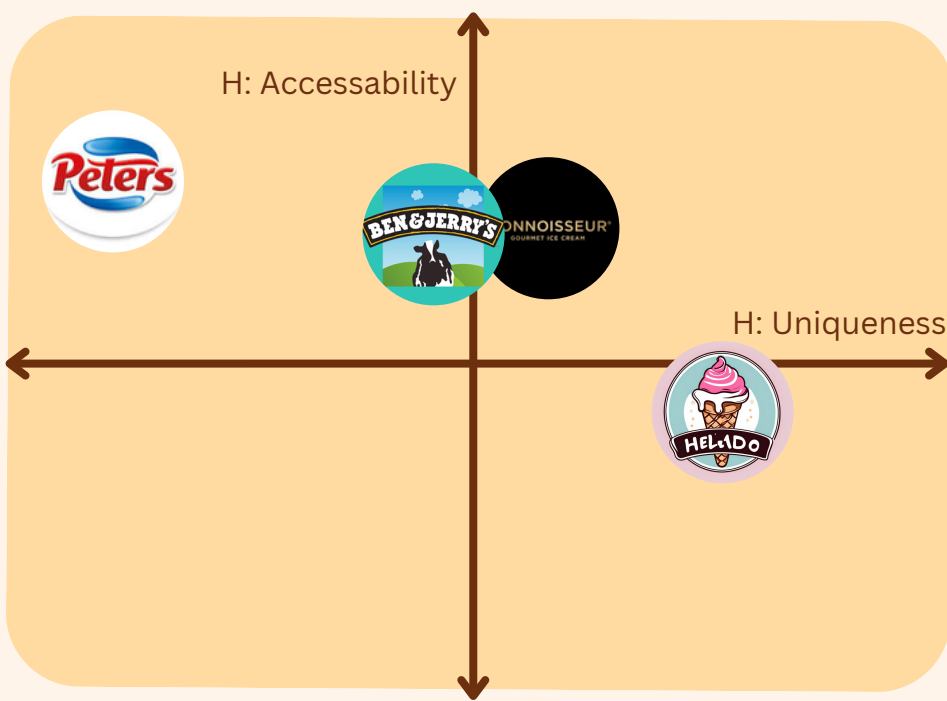 H: Accessability
Peters
BEN & JERRY'S
ONNOISSEUR®
GOURMET ICE CREAM
H: Uniqueness
HELADO